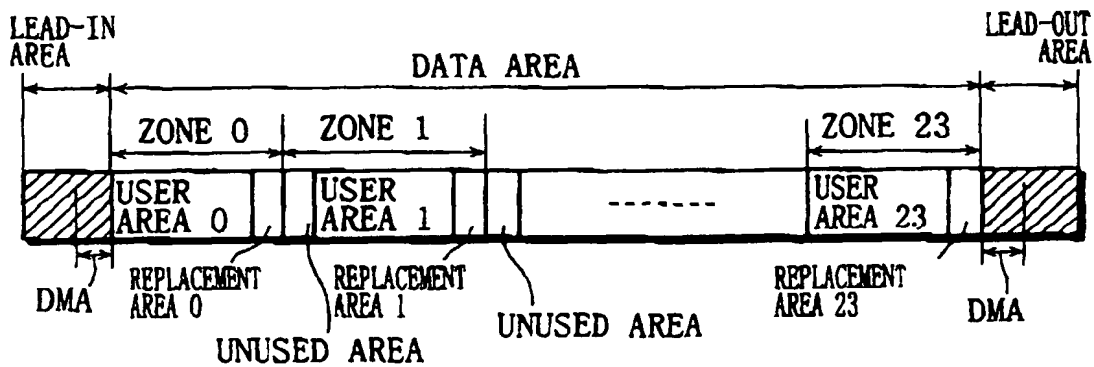 LEAD-IN
AREA
LEAD-OUT
AREA
DATA AREA
ZONE 0
ZONE 1
ZONE 23
USER
AREA 0
USER
AREA 1
USER
AREA 23
DMA
REPLACEMENT
AREA 0
REPLACEMENT
AREA 1
UNUSED AREA
REPLACEMENT
AREA 23
DMA
UNUSED AREA